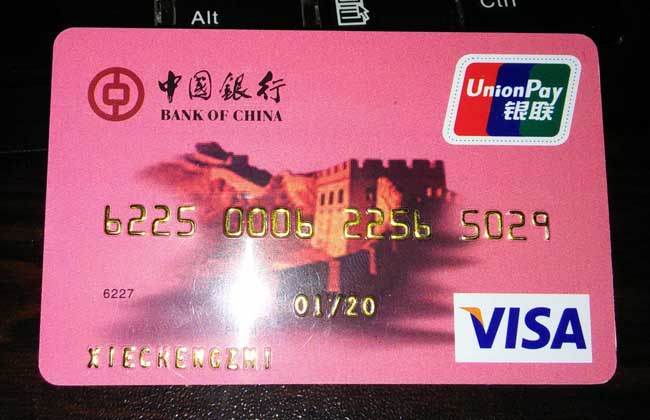 Alt
Ctrl
中國銀行
BANK OF CHINA
UnionPay
银联
6225 0006 2256 5029
6227
01/20
XIECHENGZHI
VISA